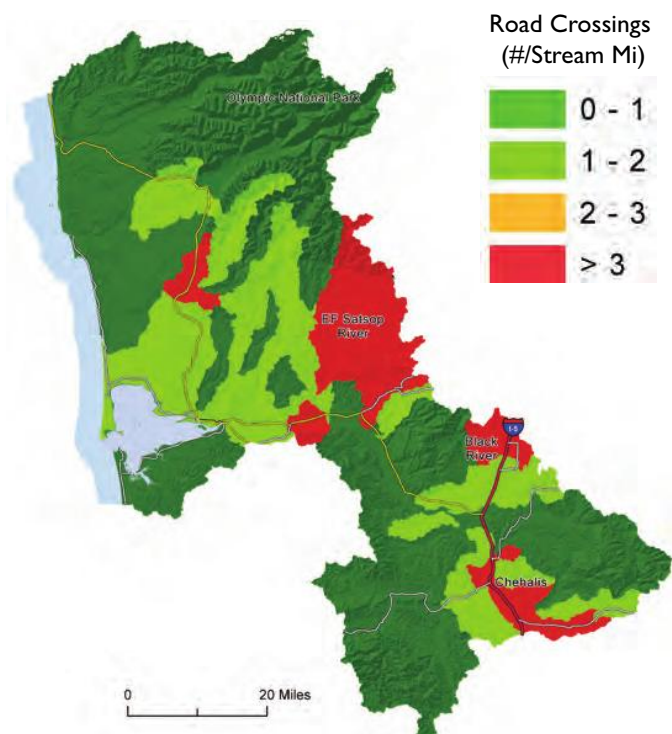 Road Crossings
(#/Stream Mi)
0 - 1
1 - 2
2 - 3
> 3
Olympic National Park
EF Satsop
River
I-5
Black
River
Chehalis
0 20 Miles